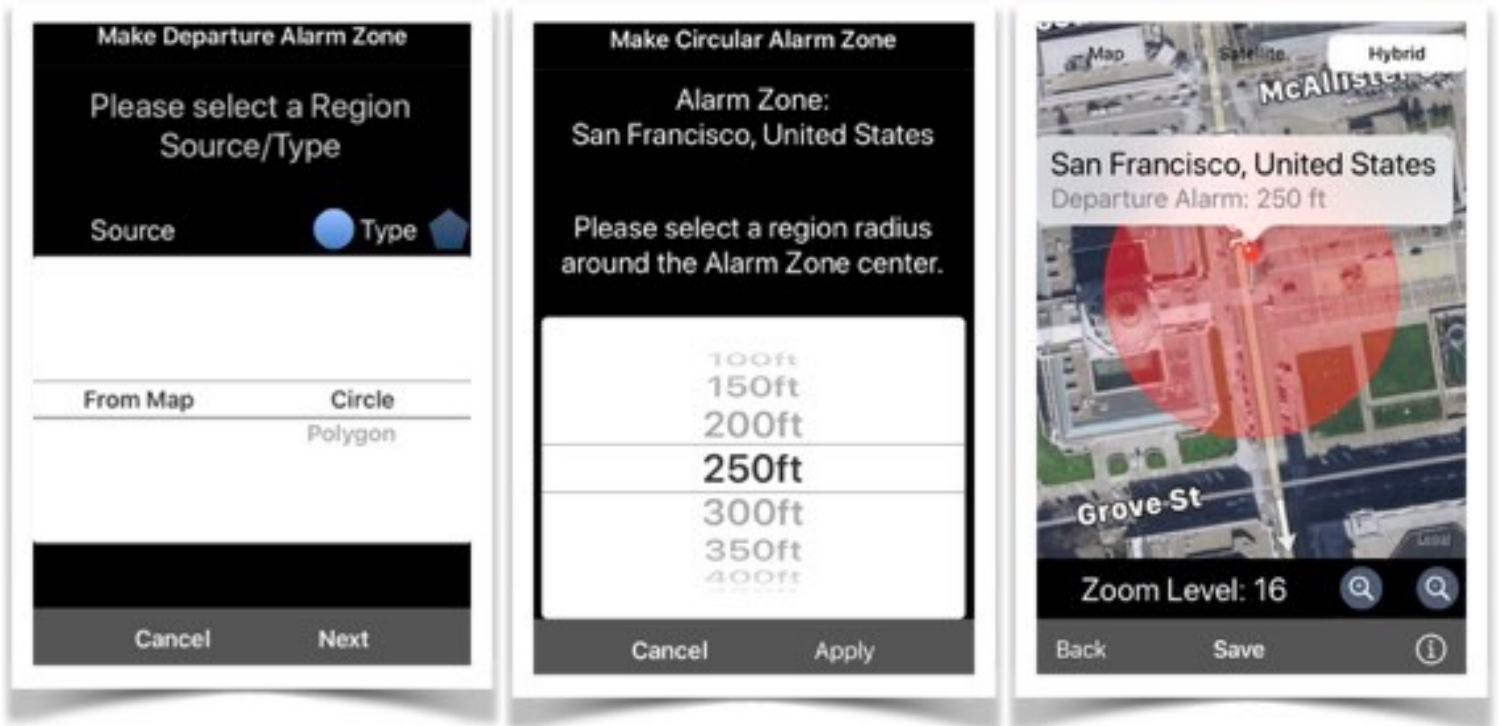 Make Departure Alarm Zone
Please select a Region
Source/Type
Source
Type
From Map
Circle
Polygon
Cancel
Next
Make Circular Alarm Zone
Alarm Zone:
San Francisco, United States
Please select a region radius
around the Alarm Zone center.
100ft
150ft
200ft
250ft
300ft
350ft
400ft
Cancel
Apply
Map
Satellite
Hybrid
McAllister
San Francisco, United States
Departure Alarm: 250 ft
Grove St
Legal
Zoom Level: 16
Back
Save